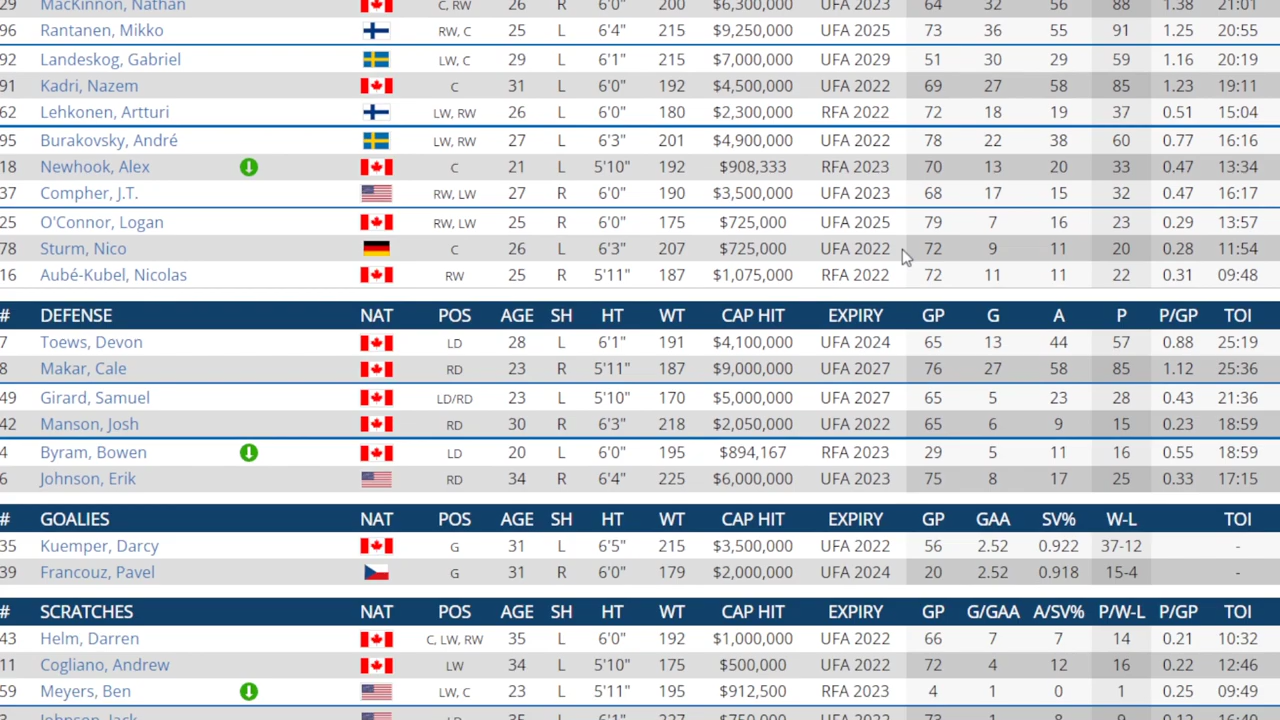 29 MacKinnon, Nathan C, RW 26 R 6'0" 200 $6,300,000 UFA 2023 64 32 56 88 1.38 21:01
96 Rantanen, Mikko RW, C 25 L 6'4" 215 $9,250,000 UFA 2025 73 36 55 91 1.25 20:55
92 Landeskog, Gabriel LW, C 29 L 6'1" 215 $7,000,000 UFA 2029 51 30 29 59 1.16 20:19
91 Kadri, Nazem C 31 L 6'0" 192 $4,500,000 UFA 2022 69 27 58 85 1.23 19:11
62 Lehkonen, Artturi LW, RW 26 L 6'0" 180 $2,300,000 RFA 2022 72 18 19 37 0.51 15:04
95 Burakovsky, André LW, RW 27 L 6'3" 201 $4,900,000 UFA 2022 78 22 38 60 0.77 16:16
18 Newhook, Alex C 21 L 5'10" 192 $908,333 RFA 2023 70 13 20 33 0.47 13:34
37 Compher, J.T. RW, LW 27 R 6'0" 190 $3,500,000 UFA 2023 68 17 15 32 0.47 16:17
25 O'Connor, Logan RW, LW 25 R 6'0" 175 $725,000 UFA 2025 79 7 16 23 0.29 13:57
78 Sturm, Nico C 26 L 6'3" 207 $725,000 UFA 2022 72 9 11 20 0.28 11:54
16 Aubé-Kubel, Nicolas RW 25 R 5'11" 187 $1,075,000 RFA 2022 72 11 11 22 0.31 09:48
# DEFENSE NAT POS AGE SH HT WT CAP HIT EXPIRY GP G A P P/GP TOI
7 Toews, Devon LD 28 L 6'1" 191 $4,100,000 UFA 2024 65 13 44 57 0.88 25:19
8 Makar, Cale RD 23 R 5'11" 187 $9,000,000 UFA 2027 76 27 58 85 1.12 25:36
49 Girard, Samuel LD/RD 23 L 5'10" 170 $5,000,000 UFA 2027 65 5 23 28 0.43 21:36
42 Manson, Josh RD 30 R 6'3" 218 $2,050,000 UFA 2022 65 6 9 15 0.23 18:59
4 Byram, Bowen LD 20 L 6'0" 195 $894,167 RFA 2023 29 5 11 16 0.55 18:59
6 Johnson, Erik RD 34 R 6'4" 225 $6,000,000 UFA 2023 75 8 17 25 0.33 17:15
# GOALIES NAT POS AGE SH HT WT CAP HIT EXPIRY GP GAA SV% W-L TOI
35 Kuemper, Darcy G 31 L 6'5" 215 $3,500,000 UFA 2022 56 2.52 0.922 37-12 -
39 Francouz, Pavel G 31 R 6'0" 179 $2,000,000 UFA 2024 20 2.52 0.918 15-4 -
# SCRATCHES NAT POS AGE SH HT WT CAP HIT EXPIRY GP G/GAA A/SV% P/W-L P/GP TOI
43 Helm, Darren C, LW, RW 35 L 6'0" 192 $1,000,000 UFA 2022 66 7 7 14 0.21 10:32
11 Cogliano, Andrew LW 34 L 5'10" 175 $500,000 UFA 2022 72 4 12 16 0.22 12:46
59 Meyers, Ben LW, C 23 L 5'11" 195 $912,500 RFA 2023 4 1 0 1 0.25 09:49
Johnson, Jack LD 35 L 6'1" 227 $750,000 UFA 2022